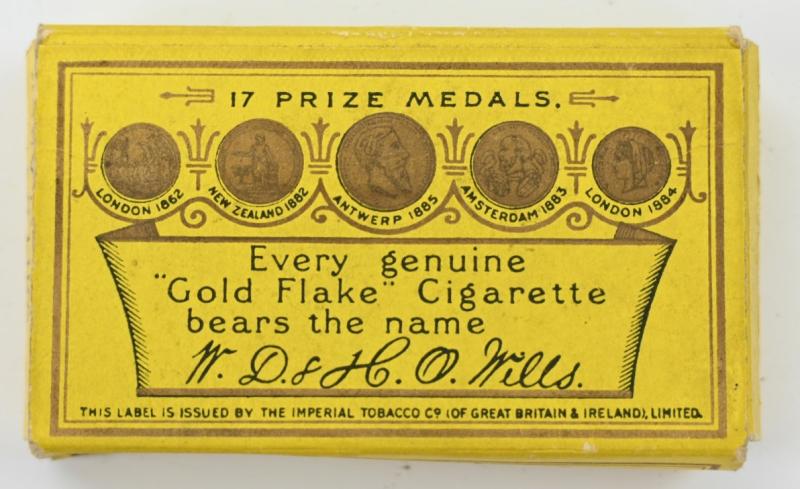 17 PRIZE MEDALS.
LONDON 1862 NEW ZEALAND 1882 ANTWERP 1885 AMSTERDAM 1883 LONDON 1884
Every genuine
"Gold Flake" Cigarette
bears the name
W. D. & H. O. Wills.
THIS LABEL IS ISSUED BY THE IMPERIAL TOBACCO Co (OF GREAT BRITAIN & IRELAND), LIMITED.